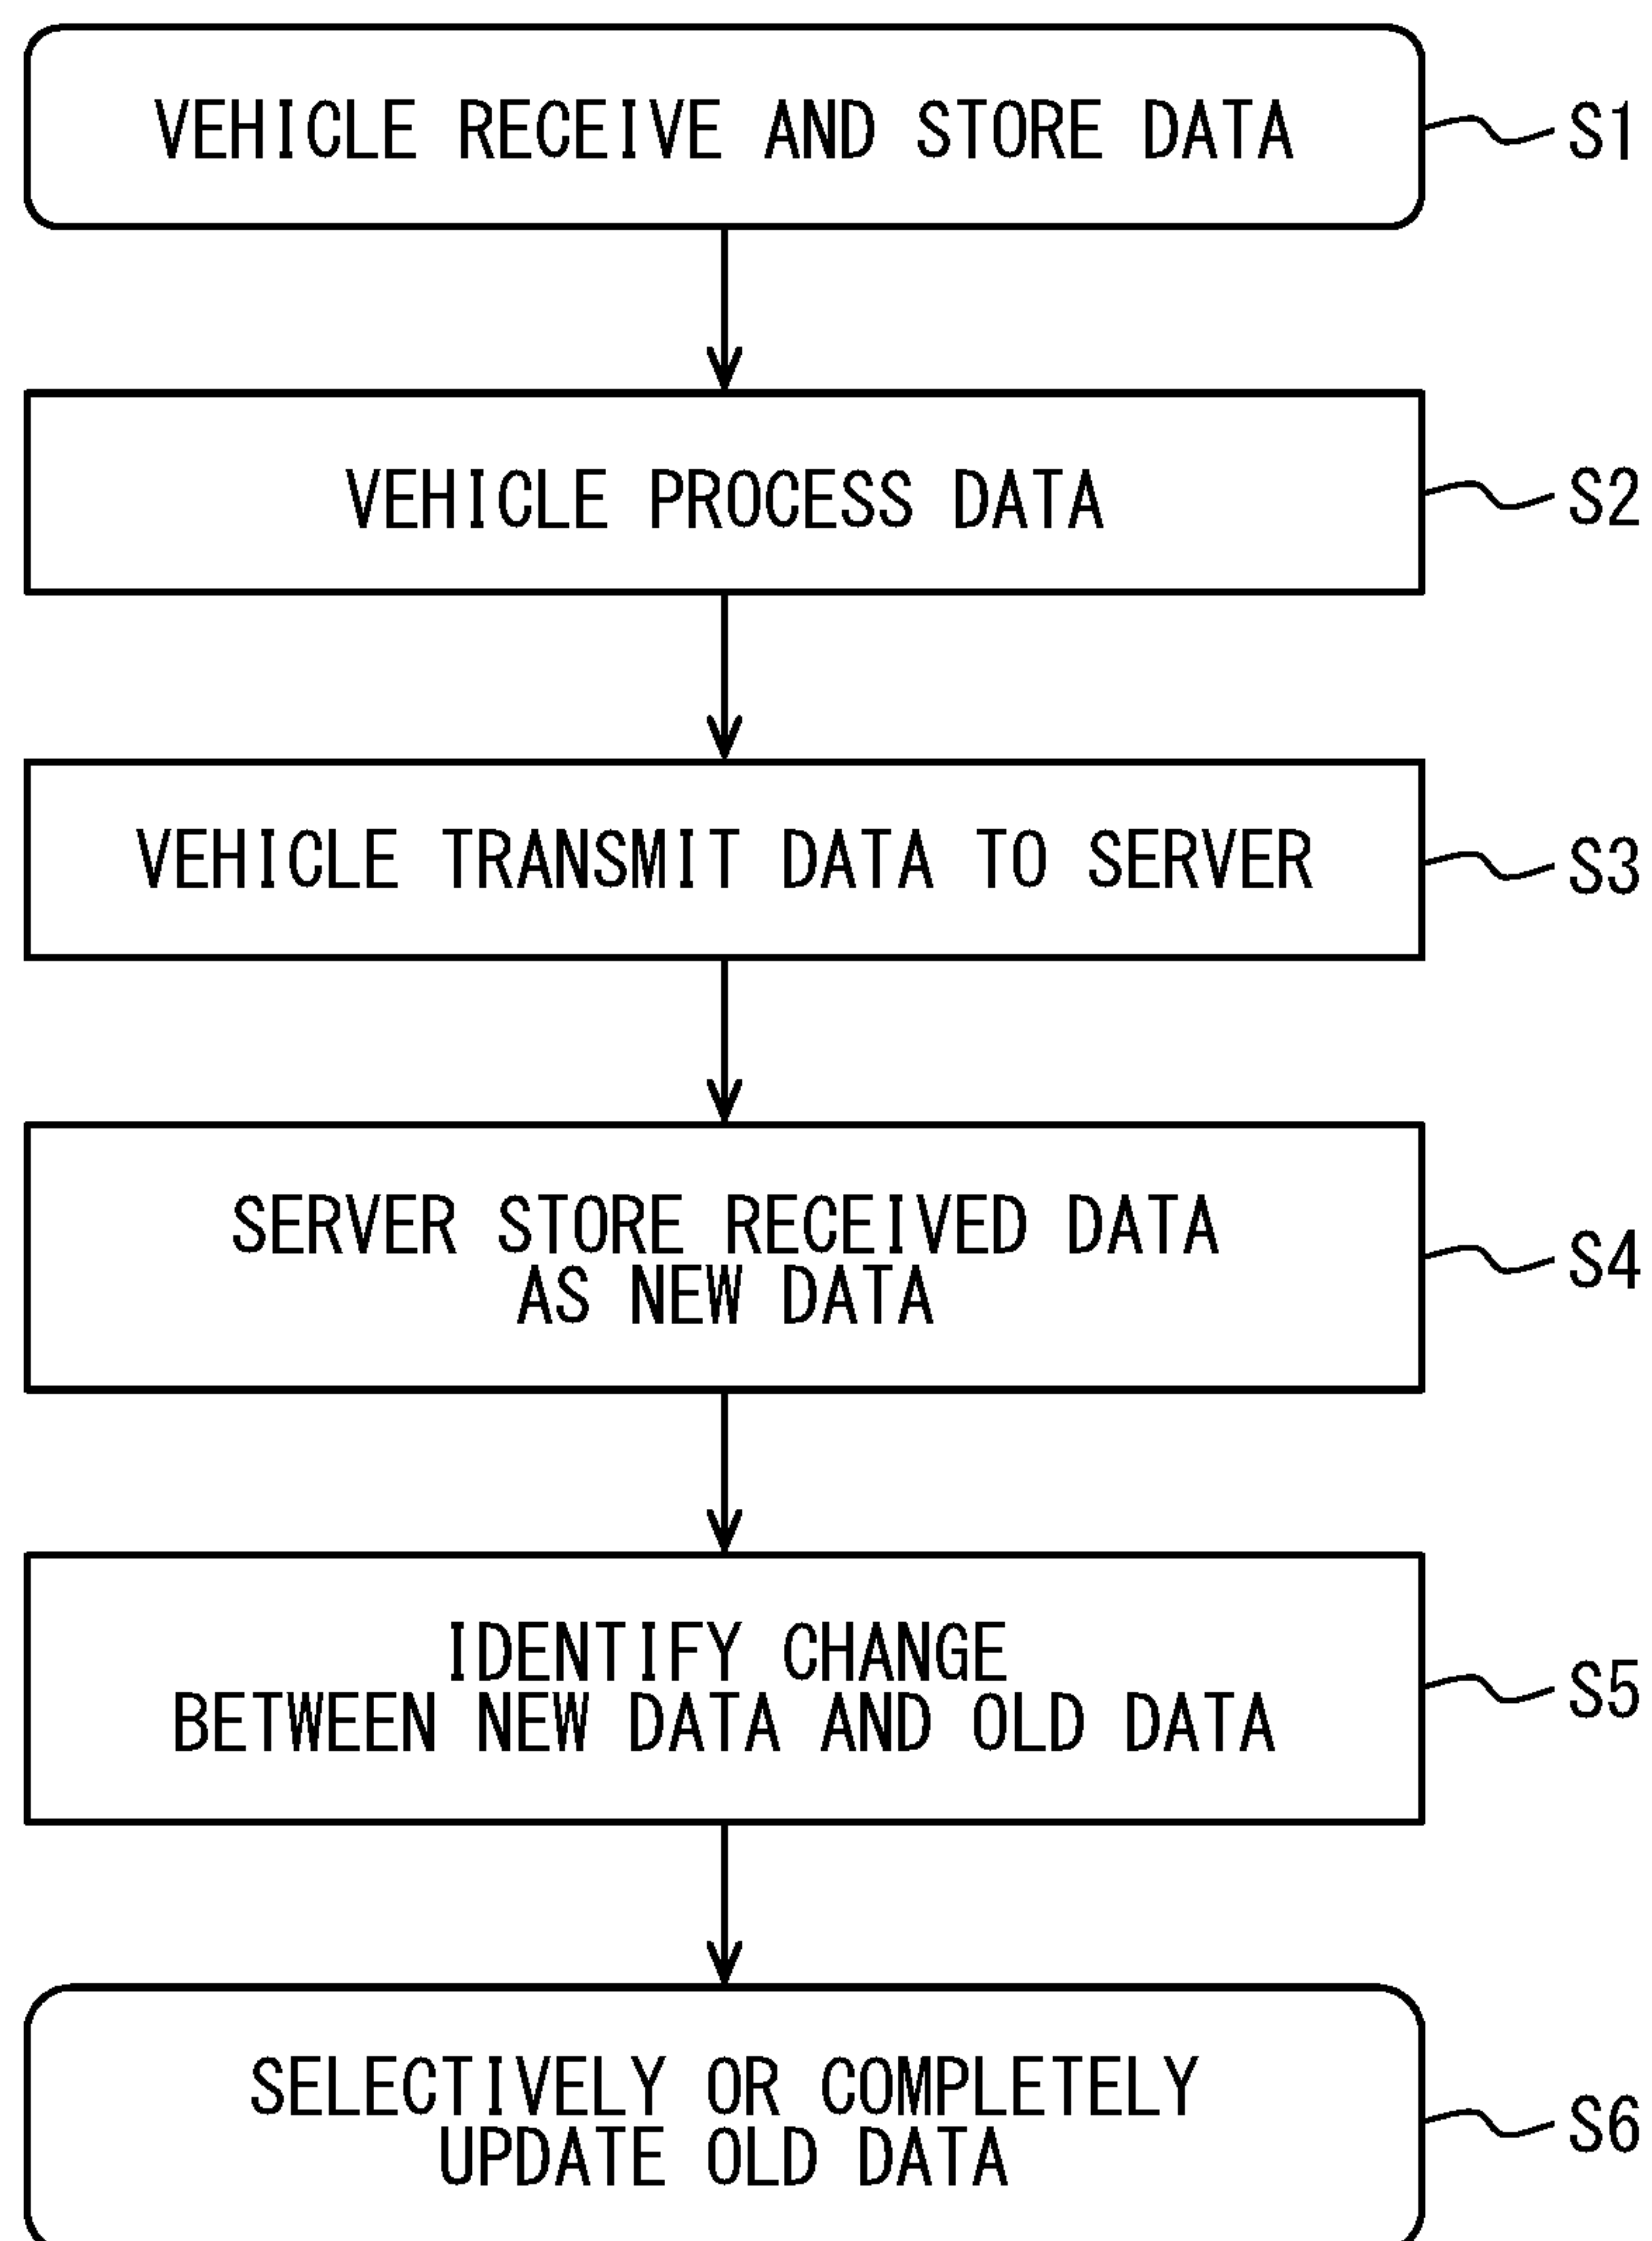 VEHICLE RECEIVE AND STORE DATA
S1
VEHICLE PROCESS DATA
S2
VEHICLE TRANSMIT DATA TO SERVER
S3
SERVER STORE RECEIVED DATA
AS NEW DATA
S4
IDENTIFY CHANGE
BETWEEN NEW DATA AND OLD DATA
S5
SELECTIVELY OR COMPLETELY
UPDATE OLD DATA
S6